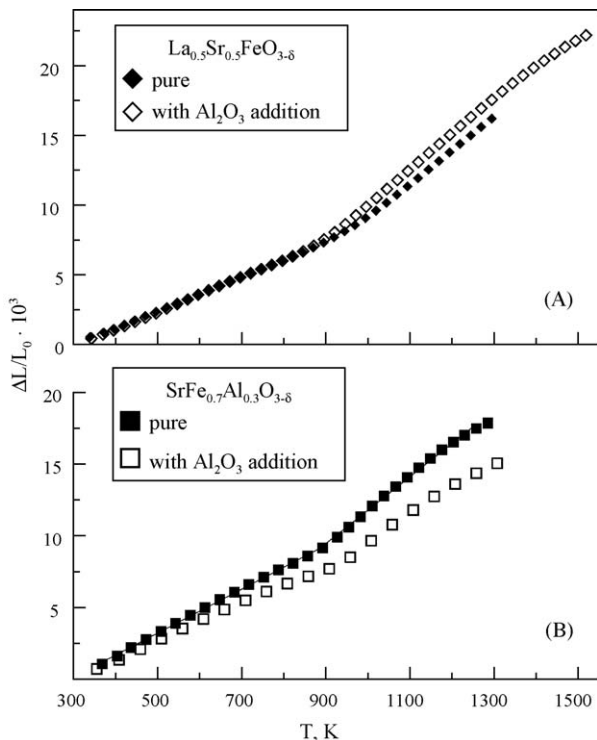 La₀.₅Sr₀.₅FeO₃₋δ
pure
with Al₂O₃ addition
20
15
10
5
0
(A)
ΔL/L₀ · 10³
SrFe₀.₇Al₀.₃O₃₋δ
pure
with Al₂O₃ addition
20
15
10
5
(B)
300 500 700 900 1100 1300 1500
T, K